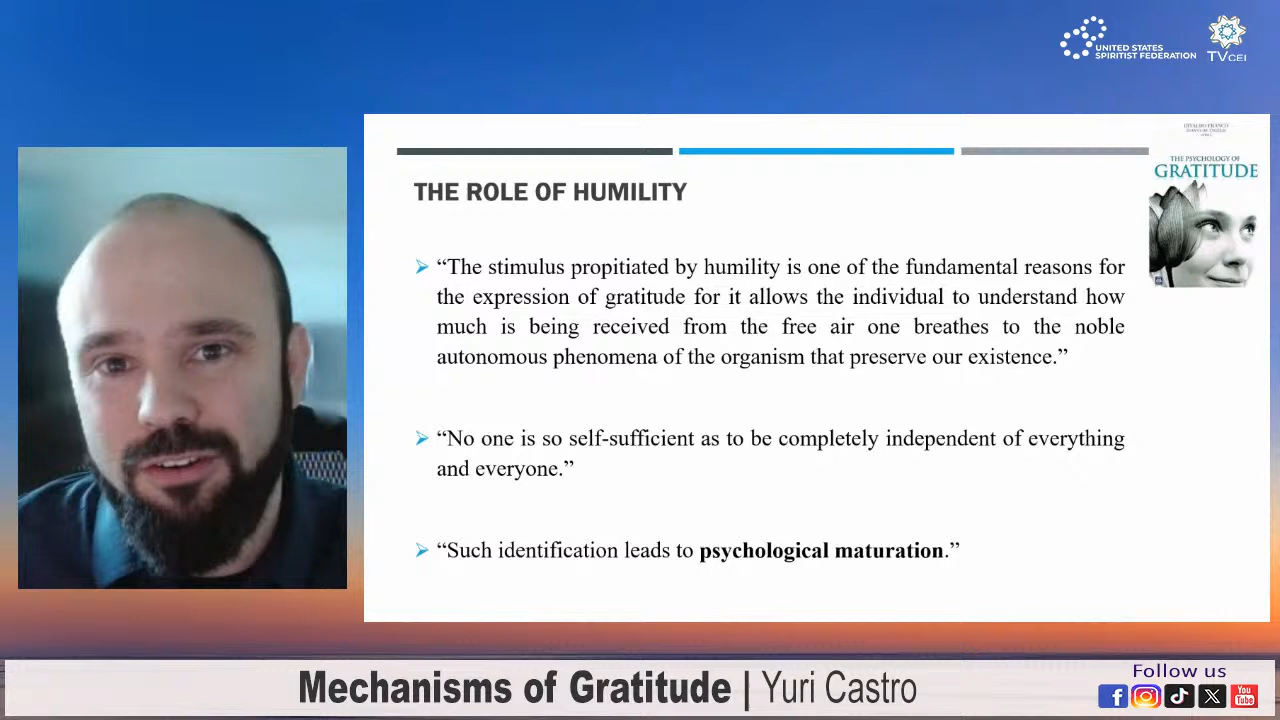 UNITED STATES
SPIRITIST FEDERATION
TVCEI
THE PSYCHOLOGY OF
GRATITUDE
THE ROLE OF HUMILITY
“The stimulus propitiated by humility is one of the fundamental reasons for
the expression of gratitude for it allows the individual to understand how
much is being received from the free air one breathes to the noble
autonomous phenomena of the organism that preserve our existence.”
“No one is so self-sufficient as to be completely independent of everything
and everyone.”
“Such identification leads to psychological maturation.”
Mechanisms of Gratitude | Yuri Castro
Follow us
You
Tube